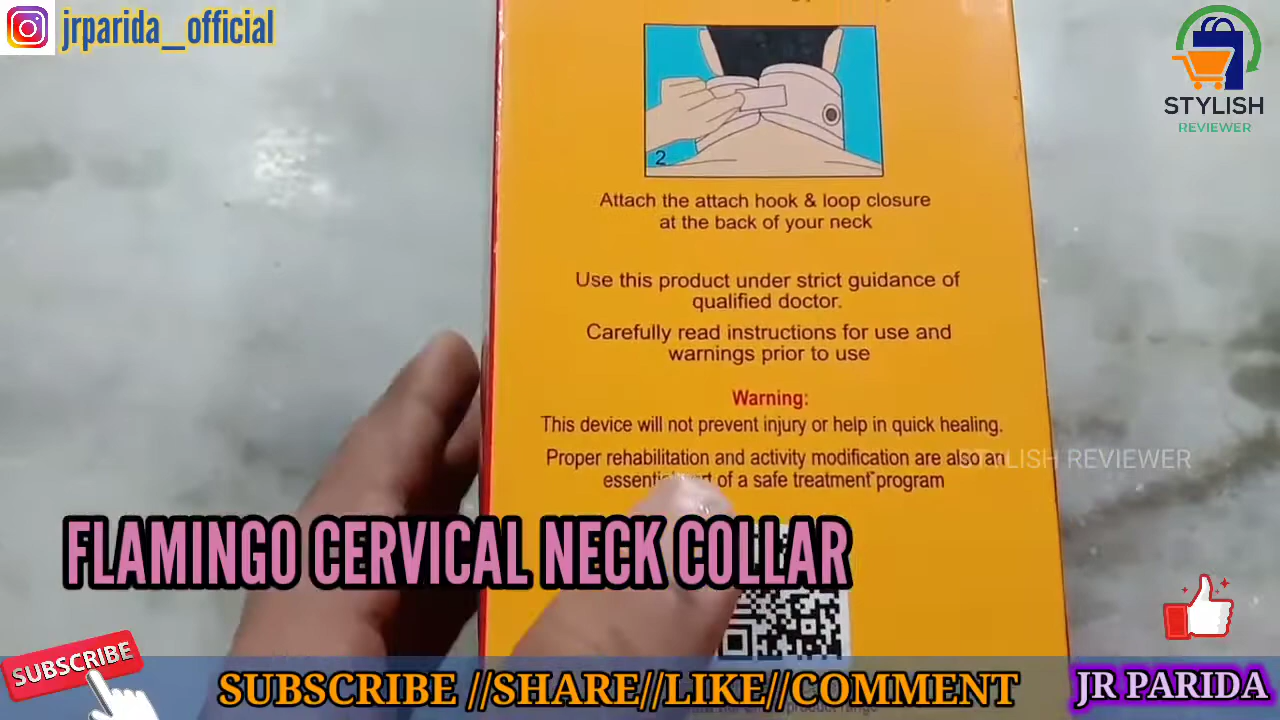 jrparida_official
STYLISH
REVIEWER
2
Attach the attach hook & loop closure
at the back of your neck
Use this product under strict guidance of
qualified doctor.
Carefully read instructions for use and
warnings prior to use
Warning:
This device will not prevent injury or help in quick healing.
Proper rehabilitation and activity modification are also an
STYLISH REVIEWER
of a safe treatment program
FLAMINGO CERVICAL NECK COLLAR
SUBSCRIBE
SUBSCRIBE //SHARE//LIKE//COMMENT
JR PARIDA